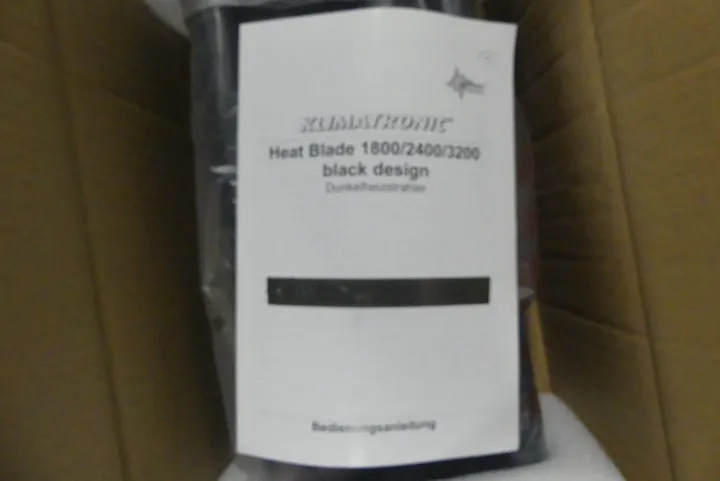 KLIMATRONIC
Heat Blade 1800/2400/3200
black design
Dunkelheizstrahler
Bedienungsanleitung